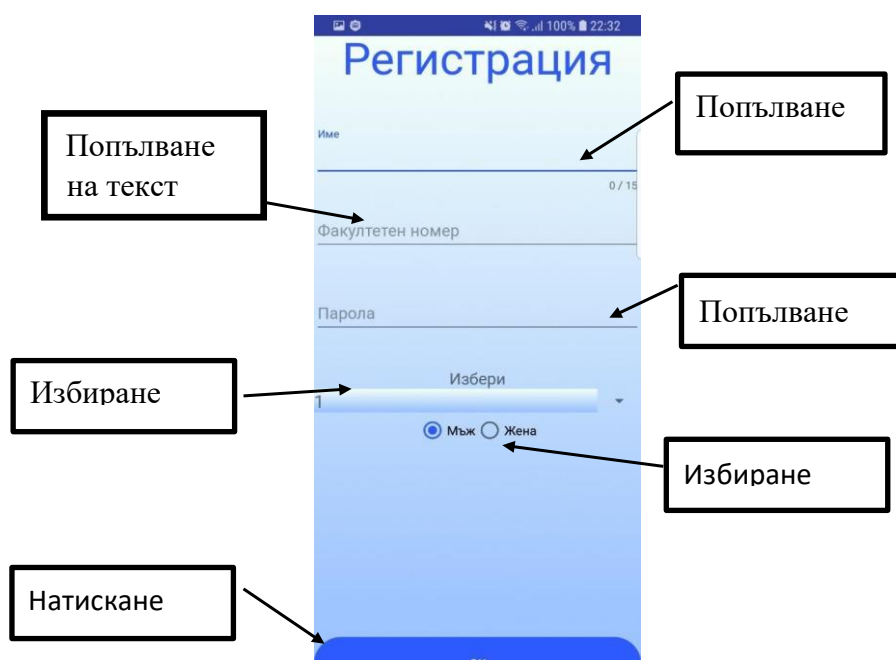 100% 22:32
Регистрация
Попълване
Име
Попълване
на текст
0 / 15
Факултетен номер
Попълване
Парола
Избери
Избиране
1
Мъж Жена
Избиране
Натискане